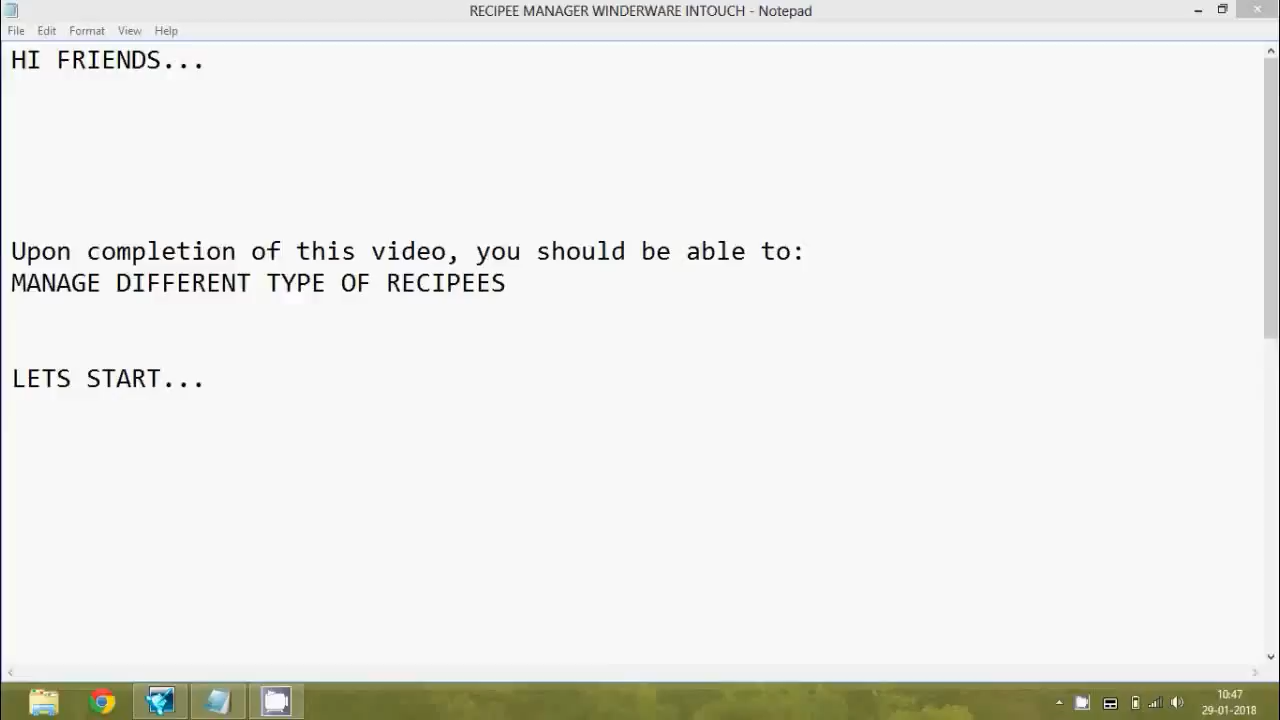 RECIPEE MANAGER WINDERWARE INTOUCH - Notepad
File Edit Format View Help
HI FRIENDS...
Upon completion of this video, you should be able to:
MANAGE DIFFERENT TYPE OF RECIPEES
LETS START...
10:47
29-01-2018